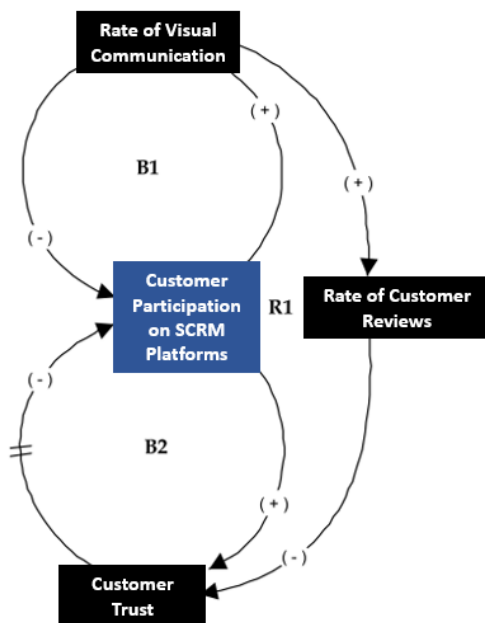 Rate of Visual
Communication
(+)
B1
(+)
(-)
Customer
Participation
on SCRM
Platforms
R1
Rate of Customer
Reviews
(-)
B2
(+)
(-)
Customer
Trust